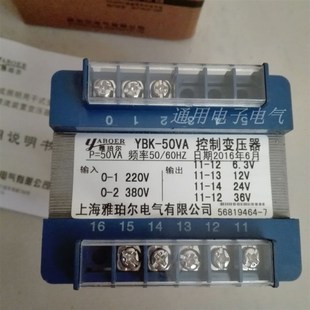 0 1 2
通用电子电气
YABOER
雅珀尔
YBK-50VA 控制变压器
P=50VA 频率50/60HZ 日期2016年6月
输入
输出
0-1 220V
0-2 380V
11-12 6.3V
11-13 12V
11-14 24V
11-12 36V
上海雅珀尔电气有限公司
56819464-7
16 15 14 13 12 11
说明书